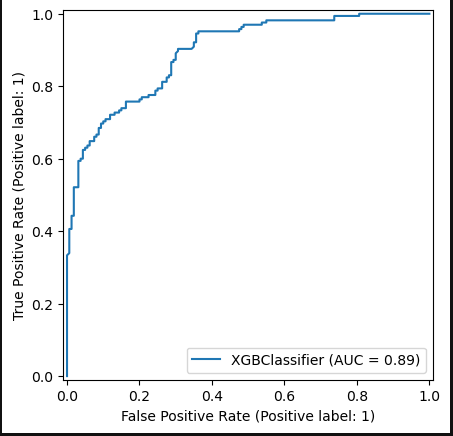 1.0
0.8
0.6
0.4
0.2
0.0
True Positive Rate (Positive label: 1)
XGBClassifier (AUC = 0.89)
0.0 0.2 0.4 0.6 0.8 1.0
False Positive Rate (Positive label: 1)